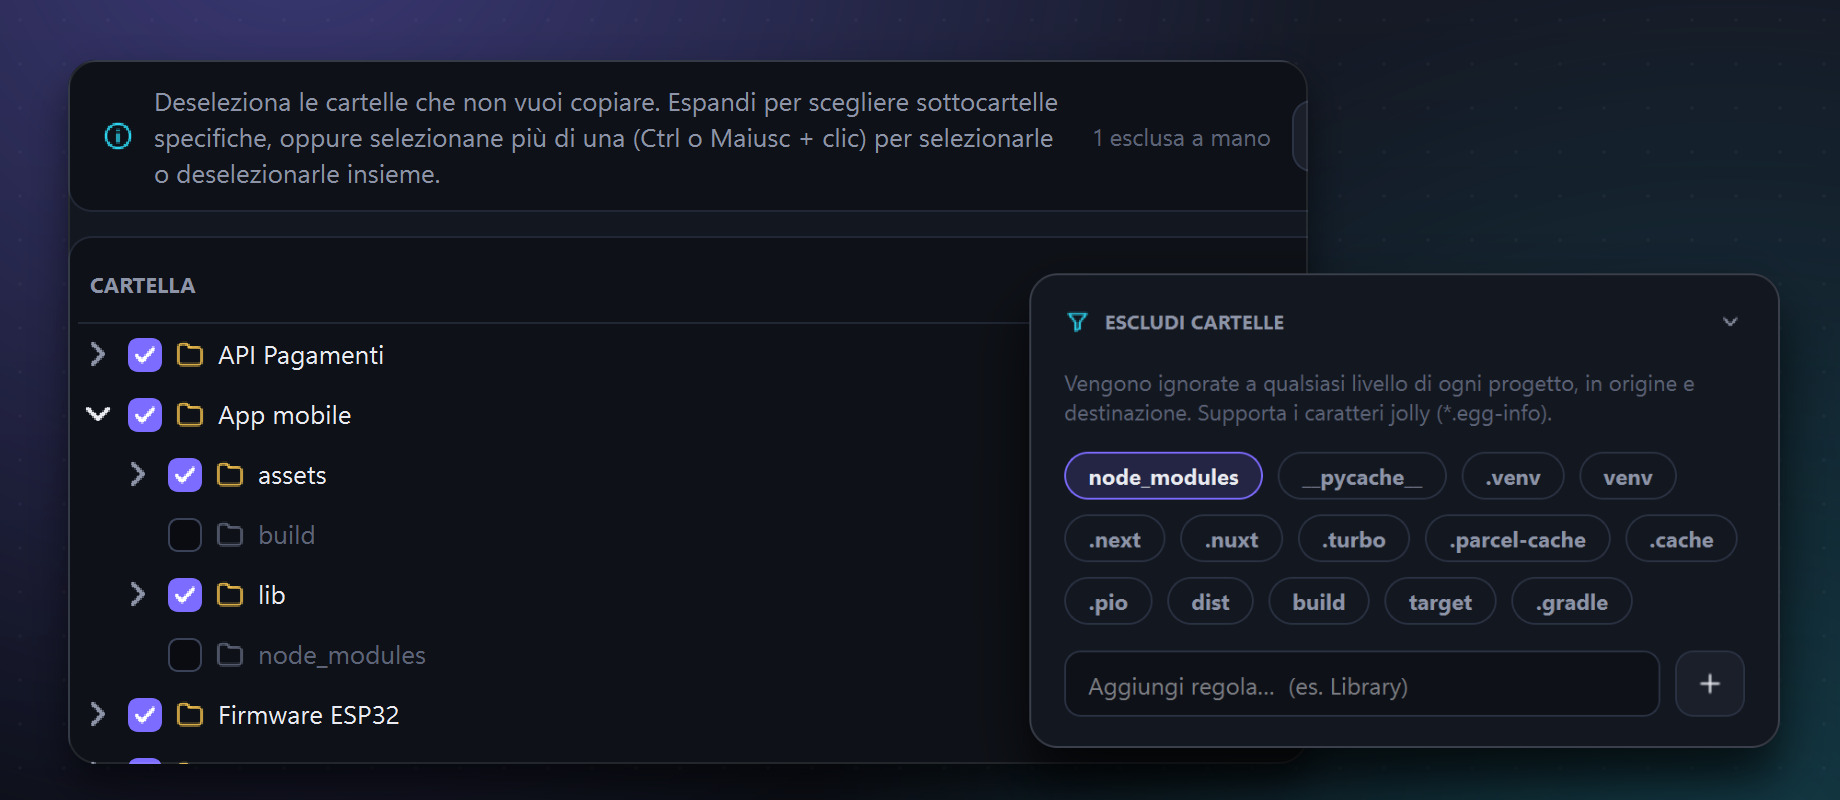 Deseleziona le cartelle che non vuoi copiare. Espandi per scegliere sottocartelle
specifiche, oppure selezionane più di una (Ctrl o Maiusc + clic) per selezionarle
o deselezionarle insieme.
1 esclusa a mano
CARTELLA
API Pagamenti
App mobile
assets
build
lib
node_modules
Firmware ESP32
ESCLUDI CARTELLE
Vengono ignorate a qualsiasi livello di ogni progetto, in origine e
destinazione. Supporta i caratteri jolly (*.egg-info).
node_modules __pycache__ .venv venv
.next .nuxt .turbo .parcel-cache .cache
.pio dist build target .gradle
Aggiungi regola... (es. Library)